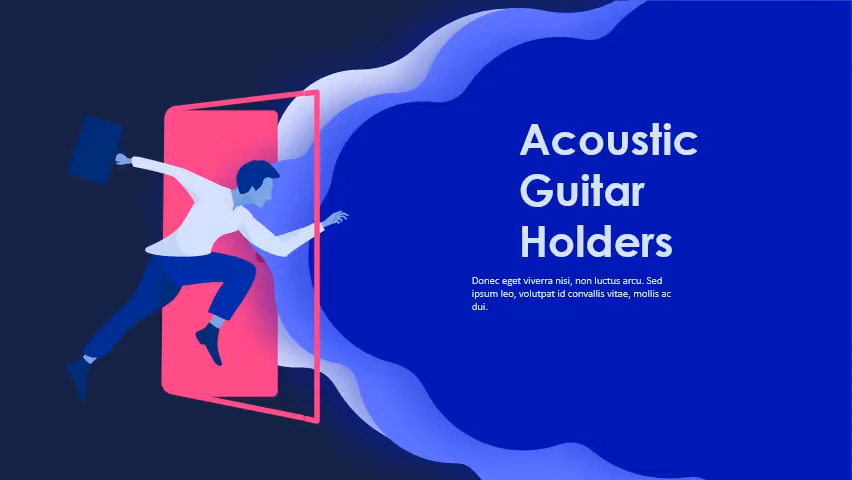 Acoustic
Guitar
Holders
Donec eget viverra nisi, non luctus arcu. Sed
ipsum leo, volutpat id convallis vitae, mollis ac
dui.